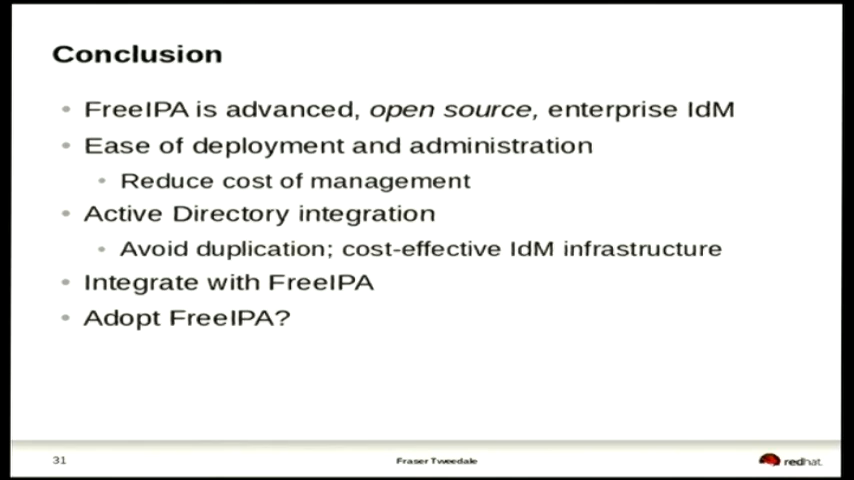 Conclusion
• FreeIPA is advanced, open source, enterprise IdM
• Ease of deployment and administration
• Reduce cost of management
• Active Directory integration
• Avoid duplication; cost-effective IdM infrastructure
• Integrate with FreeIPA
• Adopt FreeIPA?
31
Fraser Tweedale
redhat.